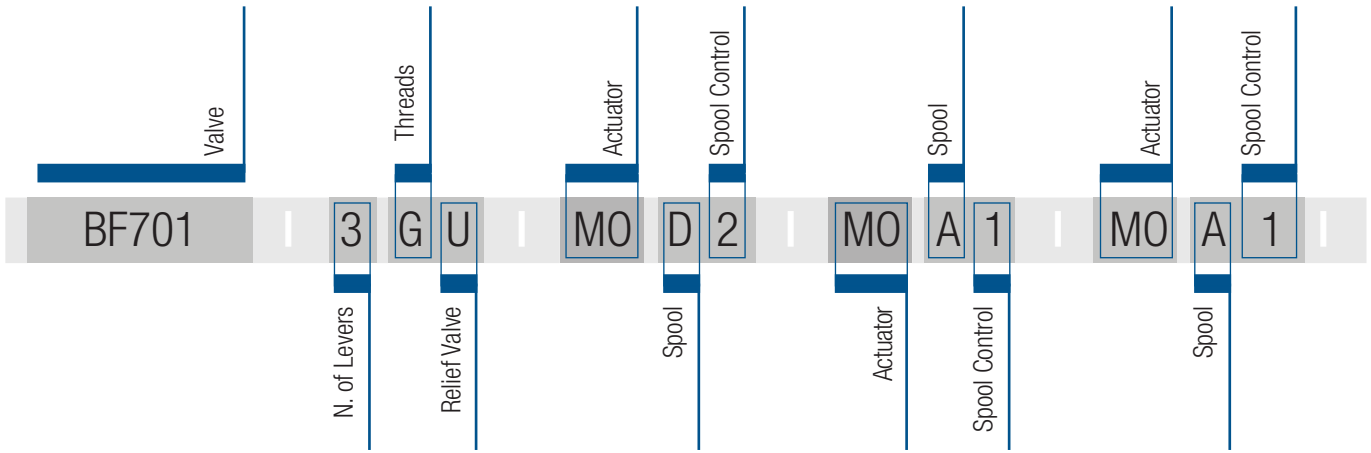 Valve
Threads
Actuator
Spool Control
Spool
Actuator
Spool Control
BF701 3 G U MO D 2 MO A 1 MO A 1
N. of Levers
Relief Valve
Spool
Actuator
Spool Control
Spool